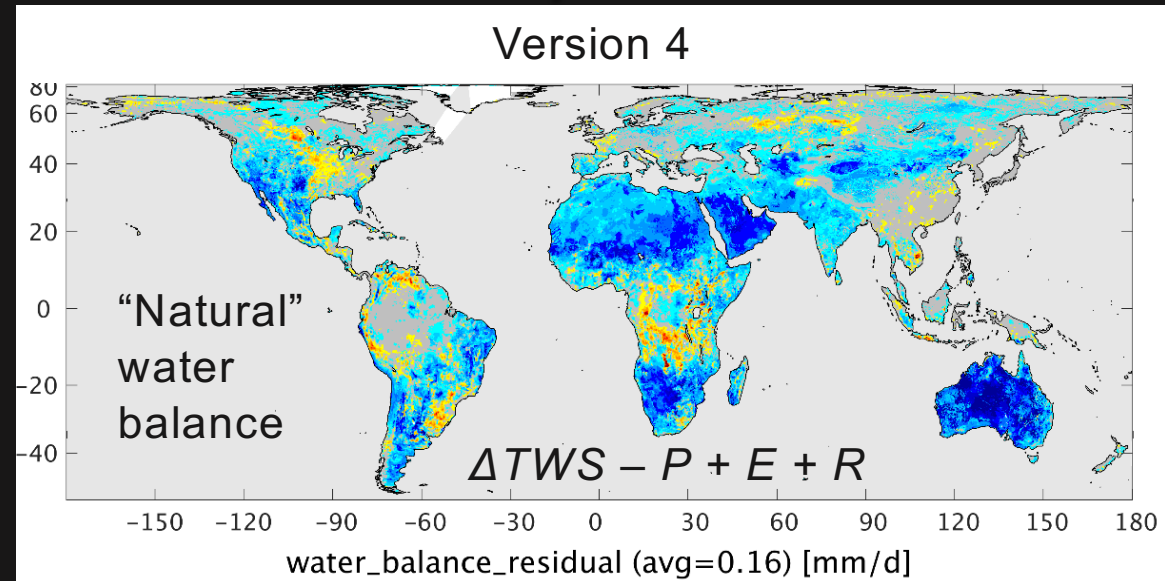 Version 4
80
60
40
20
0
-20
-40
“Natural”
water
balance
ΔTWS – P + E + R
-150 -120 -90 -60 -30 0 30 60 90 120 150 180
water_balance_residual (avg=0.16) [mm/d]